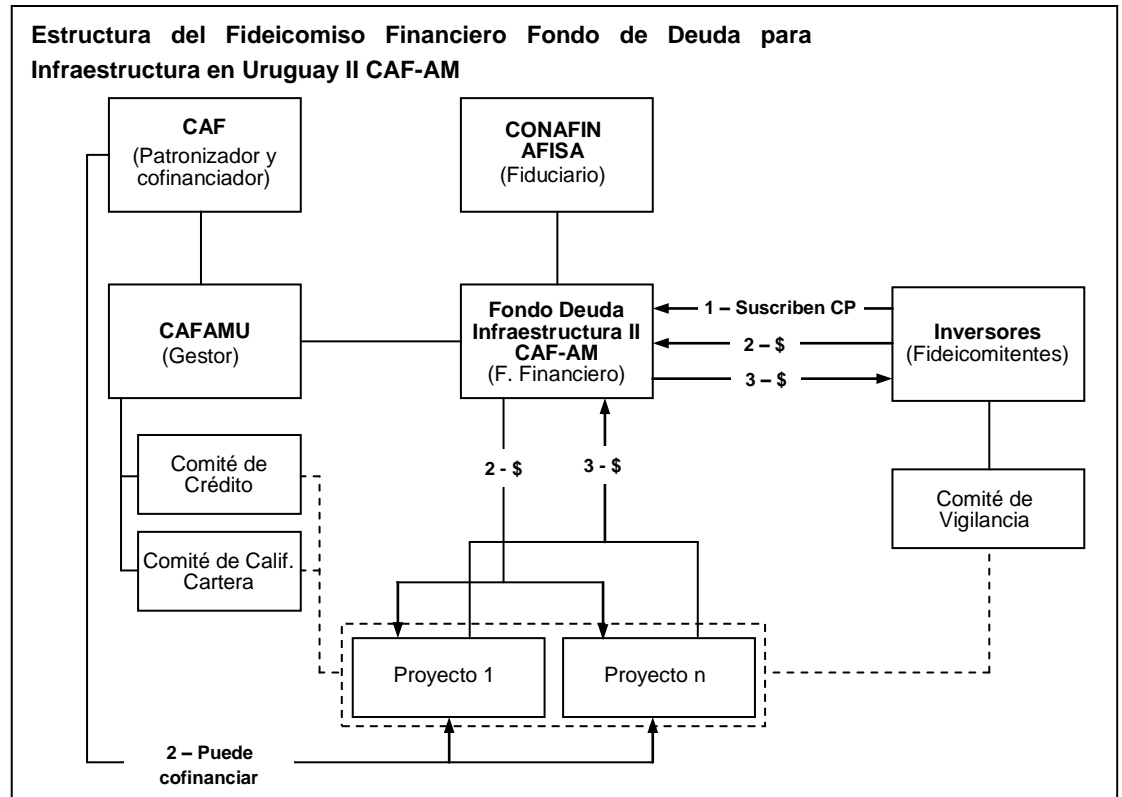 Estructura del Fideicomiso Financiero Fondo de Deuda para
Infraestructura en Uruguay II CAF-AM
CAF
(Patronizador y
cofinanciador)
CONAFIN
AFISA
(Fiduciario)
CAFAMU
(Gestor)
Fondo Deuda
Infraestructura II
CAF-AM
(F. Financiero)
1 – Suscriben CP
2 – $
3 – $
Inversores
(Fideicomitentes)
Comité de
Crédito
2 - $
3 - $
Comité de
Vigilancia
Comité de Calif.
Cartera
Proyecto 1
Proyecto n
2 – Puede
cofinanciar